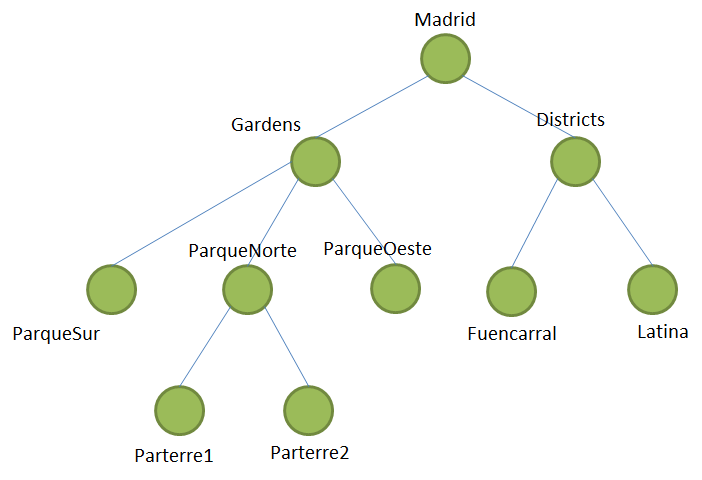 Madrid
Gardens
Districts
ParqueNorte
ParqueOeste
ParqueSur
Fuencarral
Latina
Parterre1
Parterre2